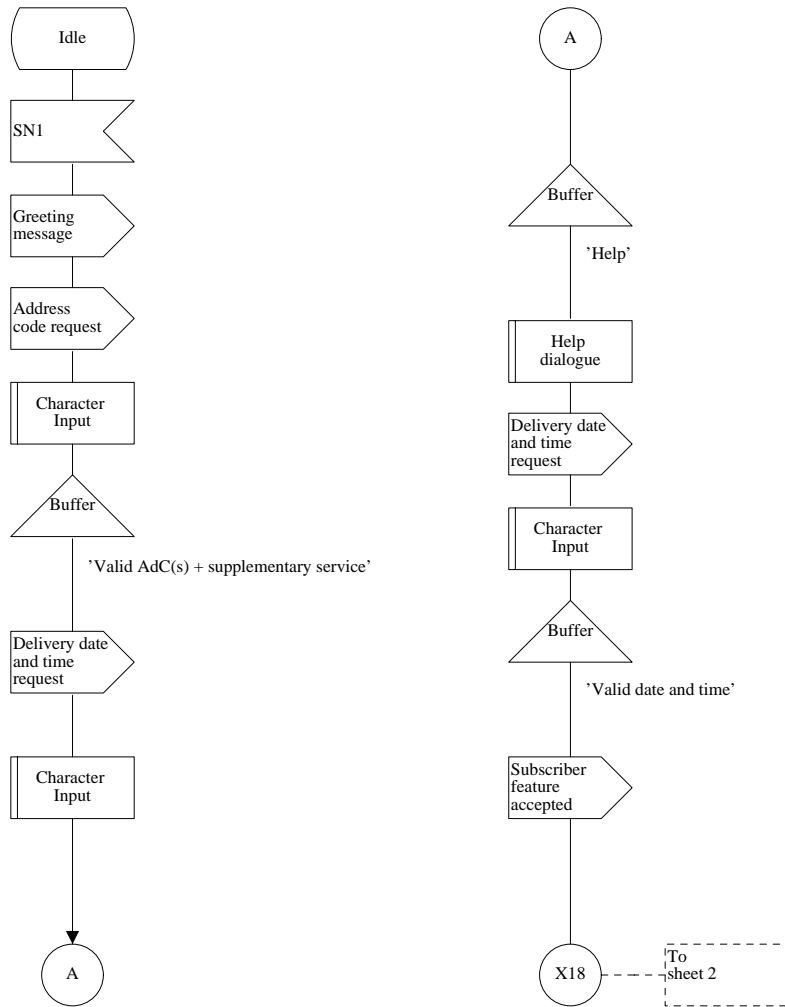 Idle
SN1
Greeting
message
Address
code request
Character
Input
Buffer
’Valid AdC(s) + supplementary service’
Delivery date
and time
request
Character
Input
A
A
Buffer
’Help’
Help
dialogue
Delivery date
and time
request
Character
Input
Buffer
’Valid date and time’
Subscriber
feature
accepted
X18
To
sheet 2